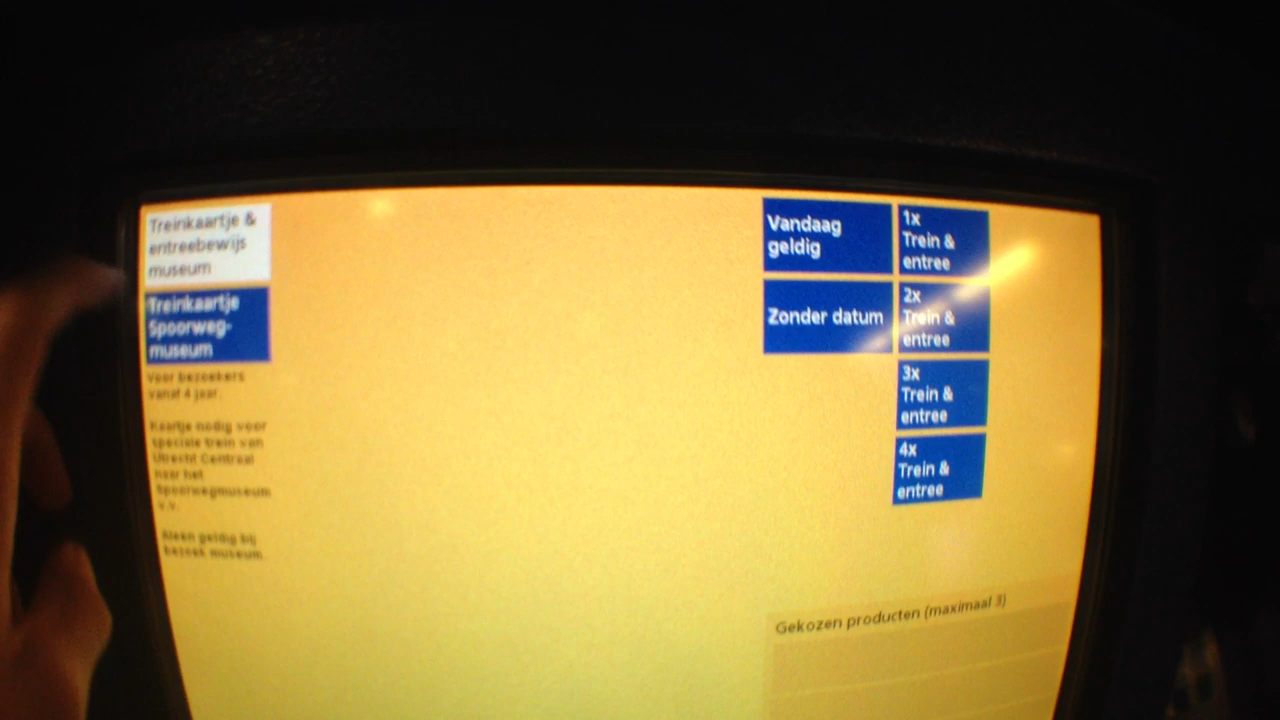 Treinkaartje &
entreebewijs
museum
Treinkaartje
Spoorweg-
museum
Voor bezoekers
vanaf 4 jaar.
Kaartje nodig voor
speciale trein van
Utrecht Centraal
naar het
Spoorwegmuseum
v.v.
Alleen geldig bij
bezoek museum.
Vandaag
geldig
Zonder datum
1x
Trein &
entree
2x
Trein &
entree
3x
Trein &
entree
4x
Trein &
entree
Gekozen producten (maximaal 3)